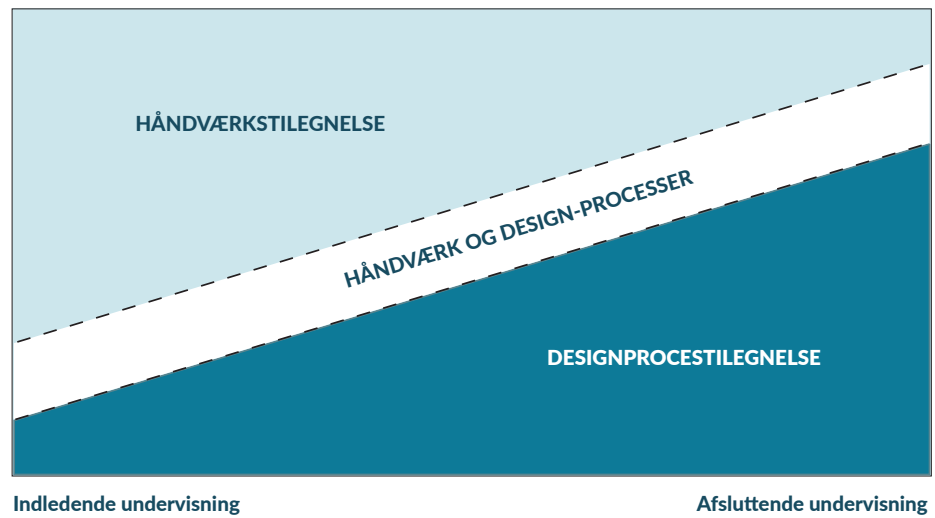 HÅNDVÆRKSTILEGNELSE
HÅNDVÆRK OG DESIGN-PROCESSER
DESIGNPROCESTILEGNELSE
Indledende undervisning
Afsluttende undervisning